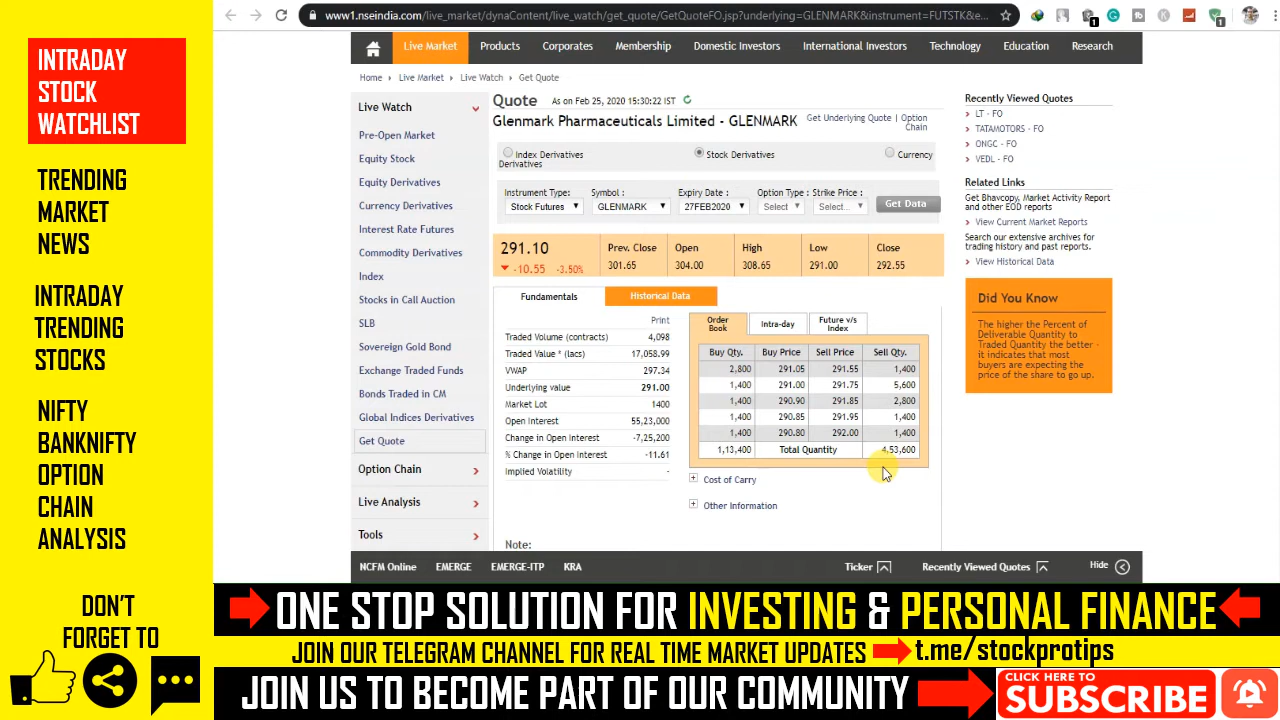 INTRADAY
STOCK
WATCHLIST
TRENDING
MARKET
NEWS
INTRADAY
TRENDING
STOCKS
NIFTY
BANKNIFTY
OPTION
CHAIN
ANALYSIS
DON'T
FORGET TO
www1.nseindia.com/live_market/dynaContent/live_watch/get_quote/GetQuoteFO.jsp?underlying=GLENMARK&instrument=FUTSTK&e...
Live Market Products Corporates Membership Domestic Investors International Investors Technology Education Research
Home > Live Market > Live Watch > Get Quote
Live Watch
Pre-Open Market
Equity Stock
Equity Derivatives
Currency Derivatives
Interest Rate Futures
Commodity Derivatives
Index
Stocks in Call Auction
SLB
Sovereign Gold Bond
Exchange Traded Funds
Bonds Traded in CM
Global Indices Derivatives
Get Quote
Option Chain
Live Analysis
Tools
Quote As on Feb 25, 2020 15:30:22 IST
Glenmark Pharmaceuticals Limited - GLENMARK
Get Underlying Quote | Option
Chain
Index Derivatives Stock Derivatives Currency
Derivatives
Instrument Type: Symbol : Expiry Date : Option Type : Strike Price :
Stock Futures GLENMARK 27FEB2020 Select Select... Get Data
291.10 Prev. Close Open High Low Close
-10.55 -3.50% 301.65 304.00 308.65 291.00 292.55
Fundamentals Historical Data
Print
Traded Volume (contracts) 4,098
Traded Value * (lacs) 17,058.99
VWAP 297.34
Underlying value 291.00
Market Lot 1400
Open Interest 55,23,000
Change in Open Interest -7,25,200
% Change in Open Interest -11.61
Implied Volatility -
Order
Book
Intra-day
Future v/s
Index
Buy Qty. Buy Price Sell Price Sell Qty.
2,800 291.05 291.55 1,400
1,400 291.00 291.75 5,600
1,400 290.90 291.85 2,800
1,400 290.85 291.95 1,400
1,400 290.80 292.00 1,400
1,13,400 Total Quantity 4,53,600
Cost of Carry
Other Information
Note:
Recently Viewed Quotes
LT - FO
TATAMOTORS - FO
ONGC - FO
VEDL - FO
Related Links
Get Bhavcopy, Market Activity Report
and other EOD reports
View Current Market Reports
Search our extensive archives for
trading history and past reports.
View Historical Data
Did You Know
The higher the Percent of
Deliverable Quantity to
Traded Quantity the better -
it indicates that most
buyers are expecting the
price of the share to go up.
NCFM Online EMERGE EMERGE-ITP KRA Ticker Recently Viewed Quotes Hide
ONE STOP SOLUTION FOR INVESTING & PERSONAL FINANCE
JOIN OUR TELEGRAM CHANNEL FOR REAL TIME MARKET UPDATES t.me/stockprotips
JOIN US TO BECOME PART OF OUR COMMUNITY
CLICK HERE TO
SUBSCRIBE